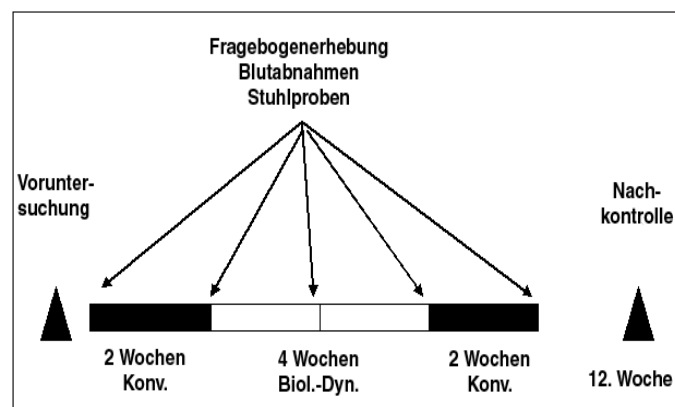 Fragebogenerhebung
Blutabnahmen
Stuhlproben
Vorunter-
suchung
Nach-
kontrolle
2 Wochen
Konv.
4 Wochen
Biol.-Dyn.
2 Wochen
Konv.
12. Woche